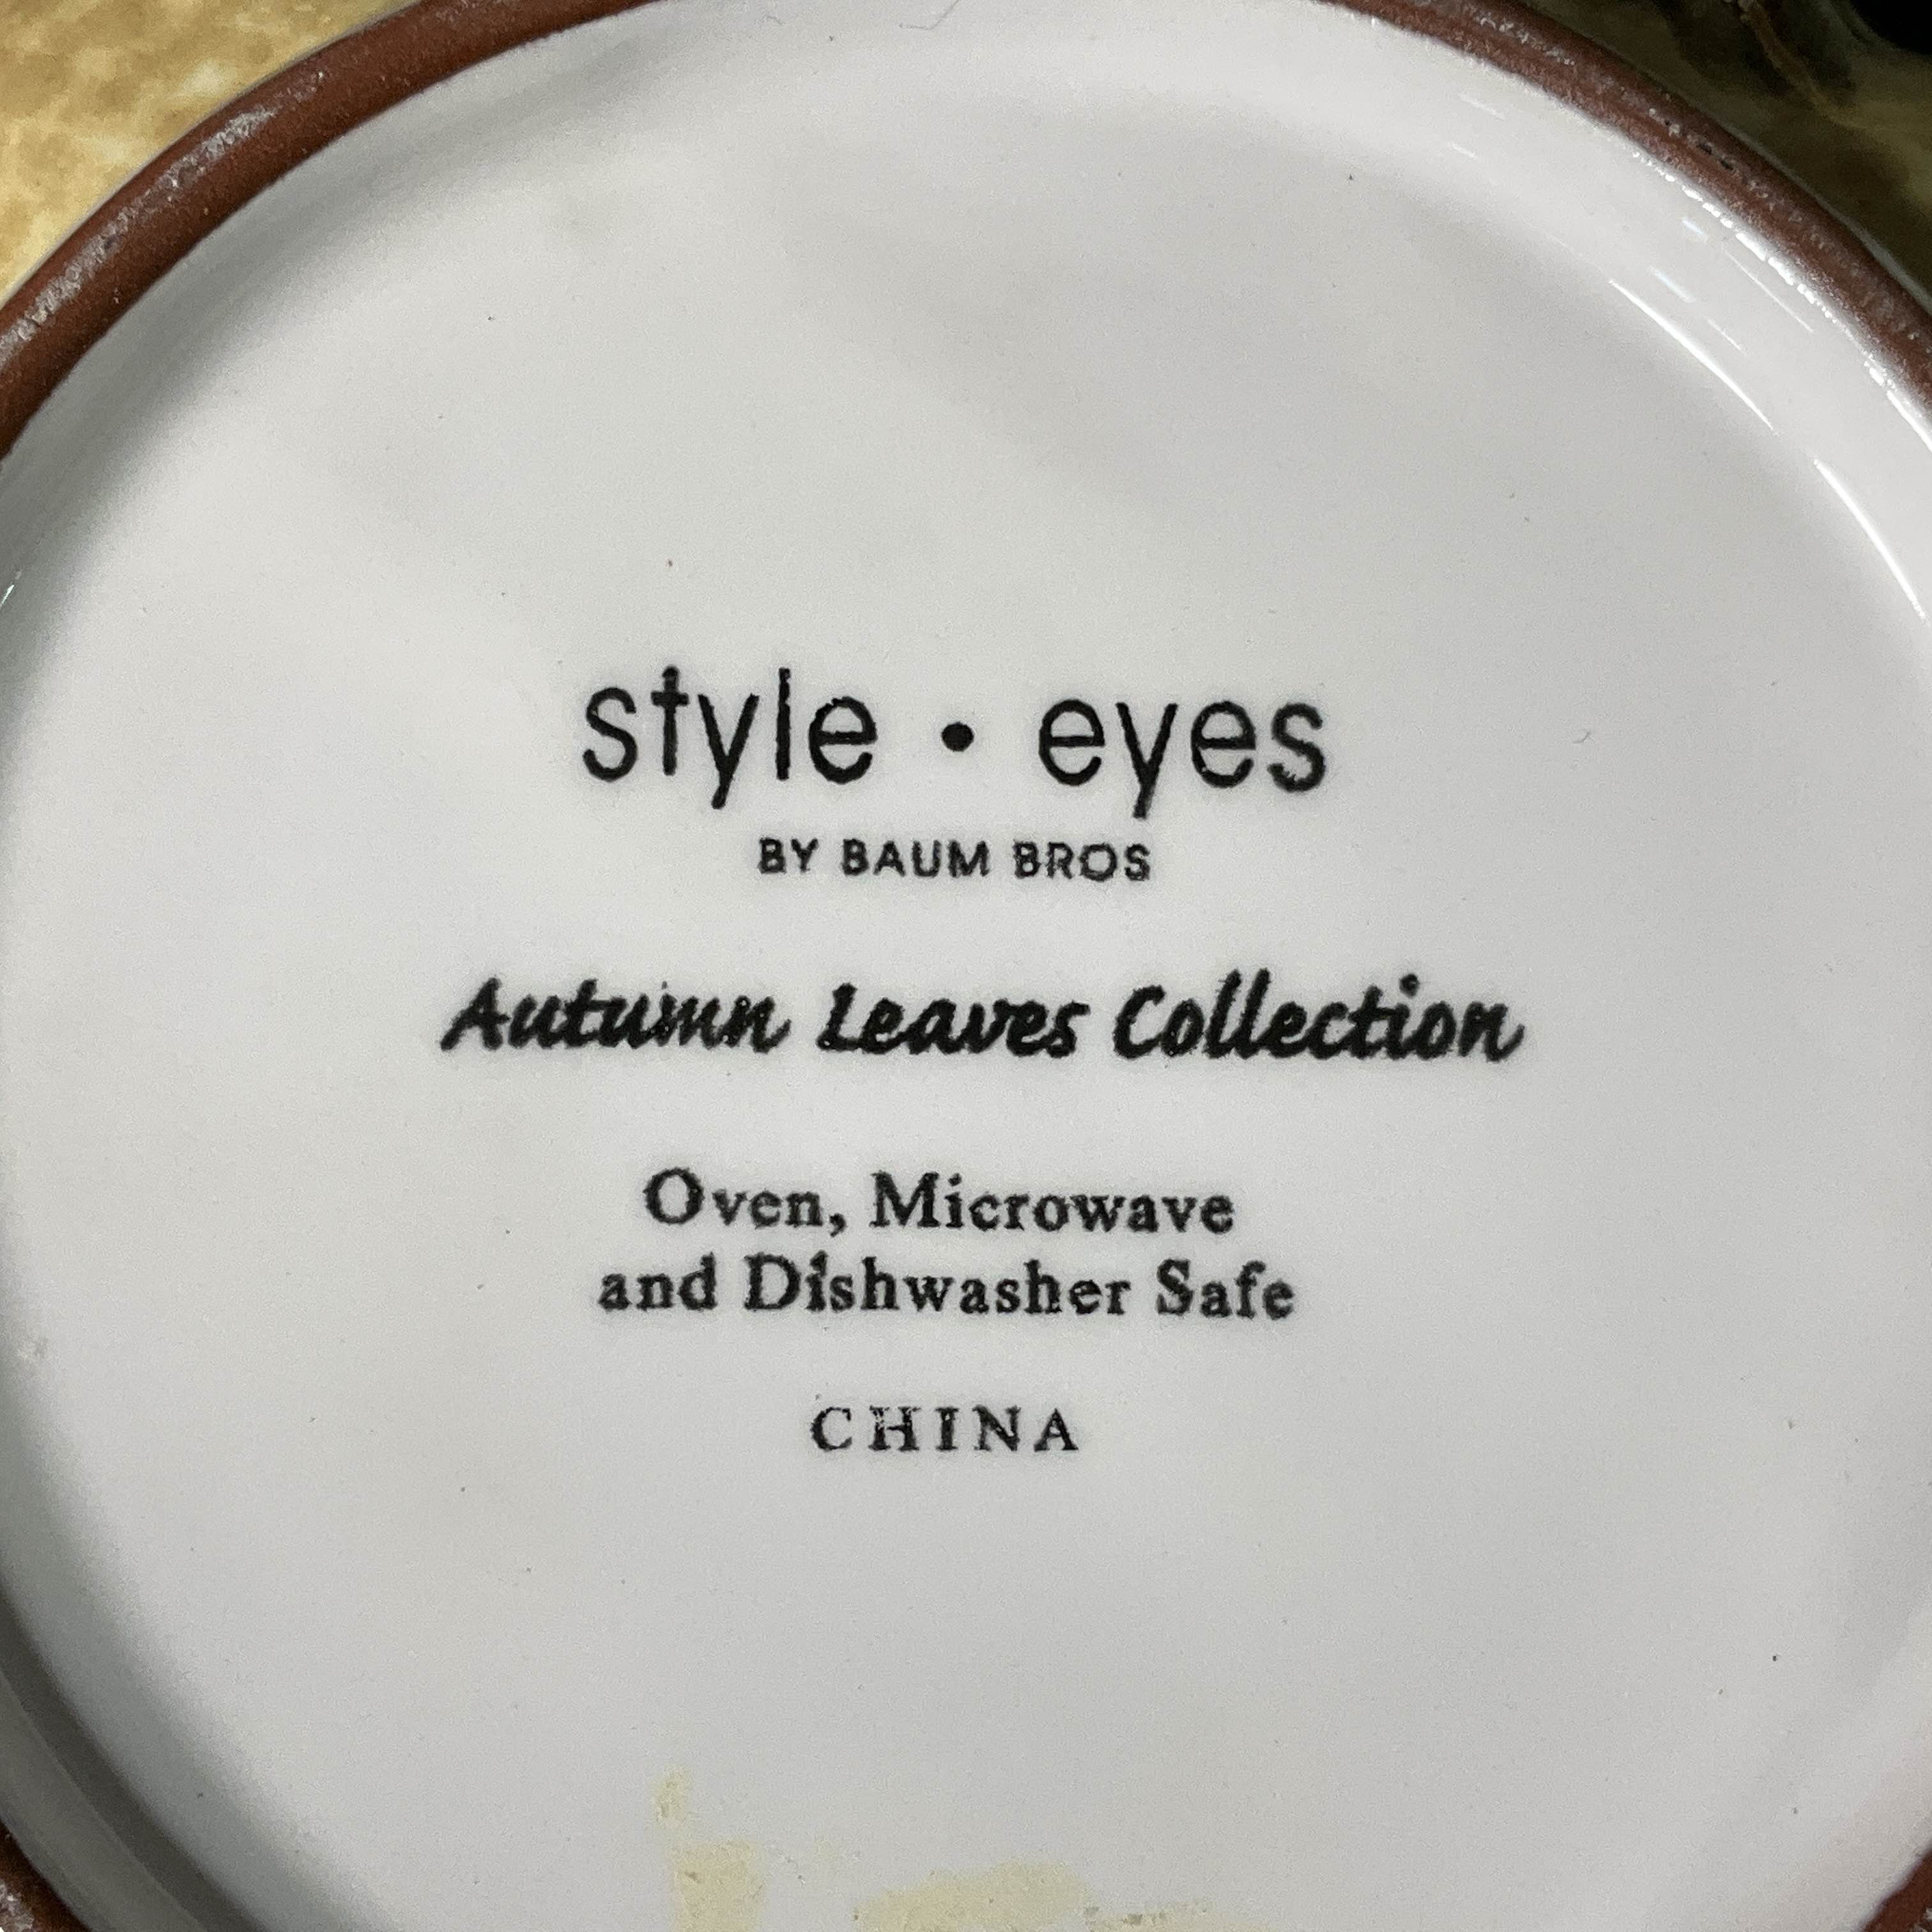 style • eyes
BY BAUM BROS
Autumn Leaves Collection
Oven, Microwave
and Dishwasher Safe
CHINA